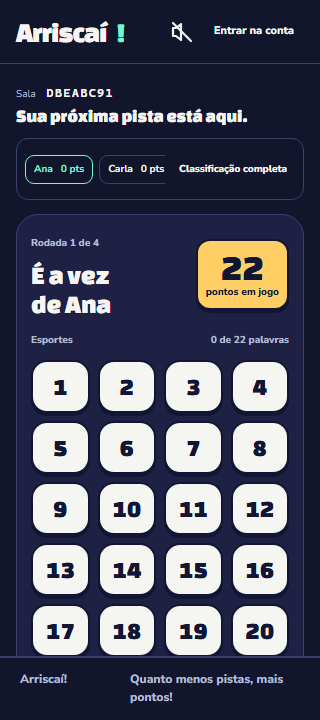 Arriscaí !
Entrar na conta
Sala DBEABC91
Sua próxima pista está aqui.
Ana 0 pts Carla 0 pts Classificação completa
Rodada 1 de 4
É a vez
de Ana
22
pontos em jogo
Esportes 0 de 22 palavras
1 2 3 4
5 6 7 8
9 10 11 12
13 14 15 16
17 18 19 20
Arriscaí! Quanto menos pistas, mais
pontos!